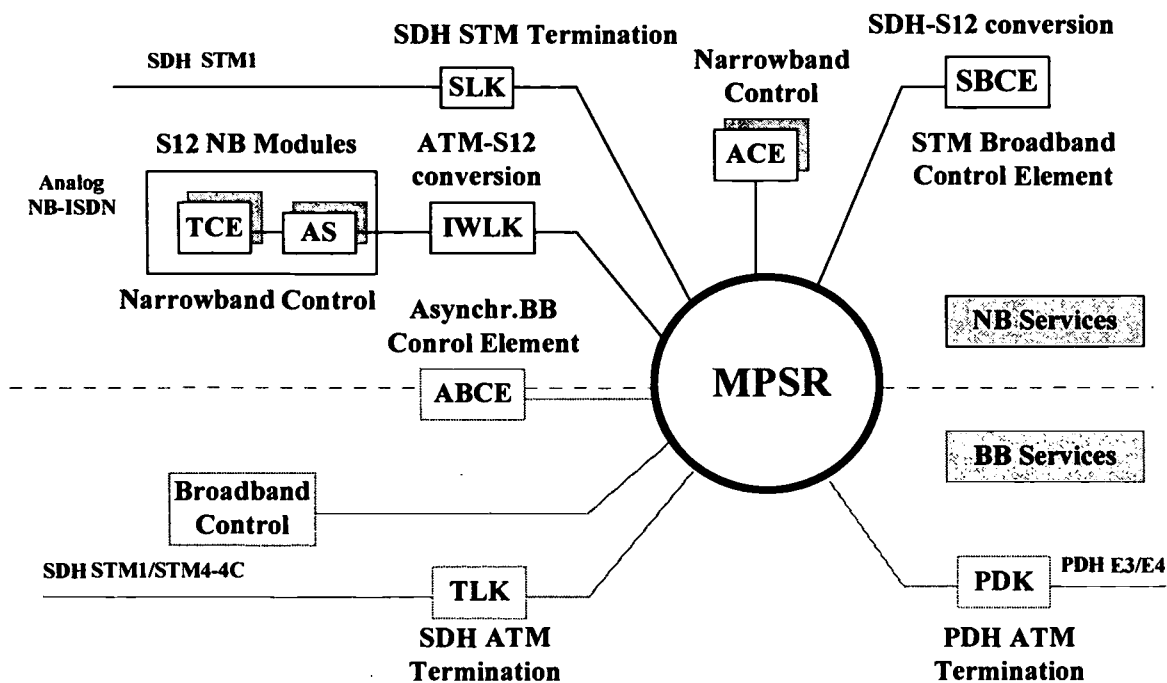 SDH STM Termination
SDH-S12 conversion
SDH STM1
SLK
Narrowband
Control
SBCE
S12 NB Modules
ATM-S12
conversion
ACE
STM Broadband
Control Element
Analog
NB-ISDN
TCE
AS
IWLK
Narrowband Control
Asynchr.BB
Conrol Element
NB Services
ABCE
MPSR
BB Services
Broadband
Control
SDH STM1/STM4-4C
TLK
PDK
PDH E3/E4
SDH ATM
Termination
PDH ATM
Termination